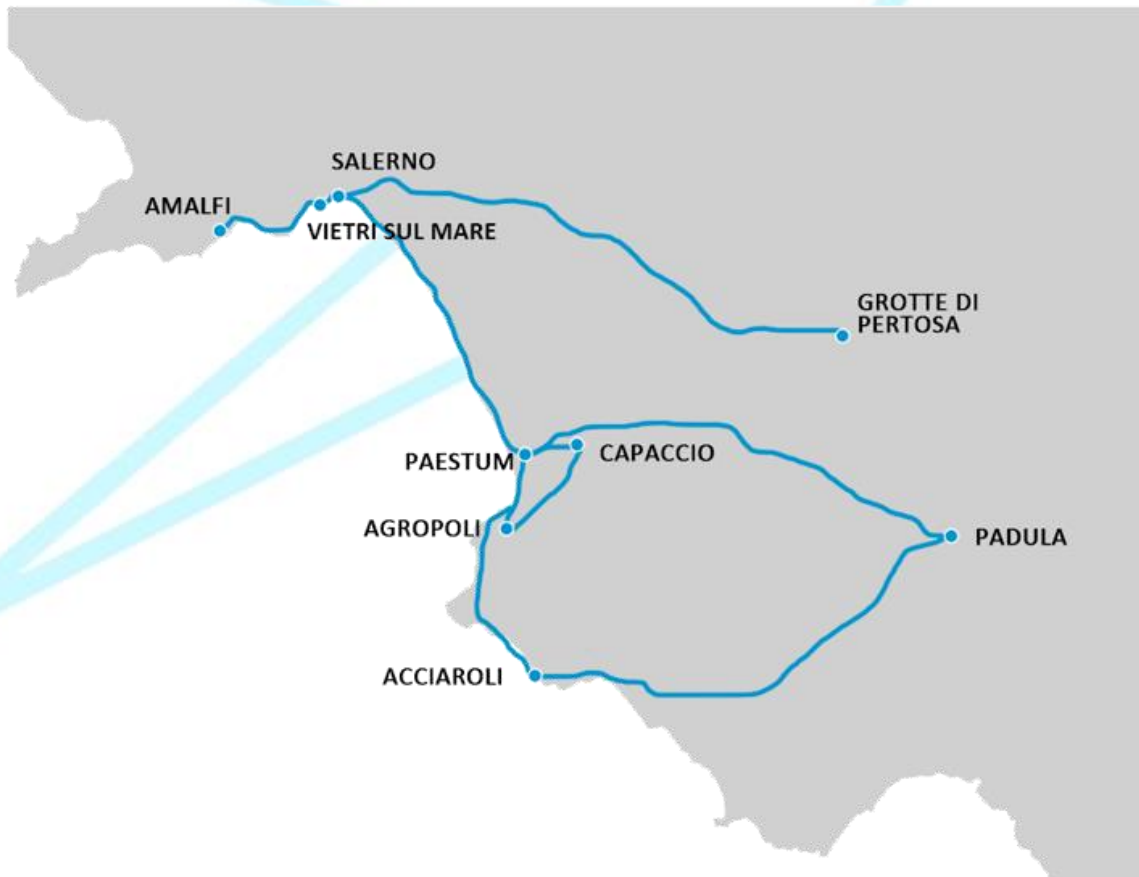 SALERNO
AMALFI
VIETRI SUL MARE
GROTTE DI
PERTOSA
PAESTUM
CAPACCIO
AGROPOLI
PADULA
ACCIAROLI